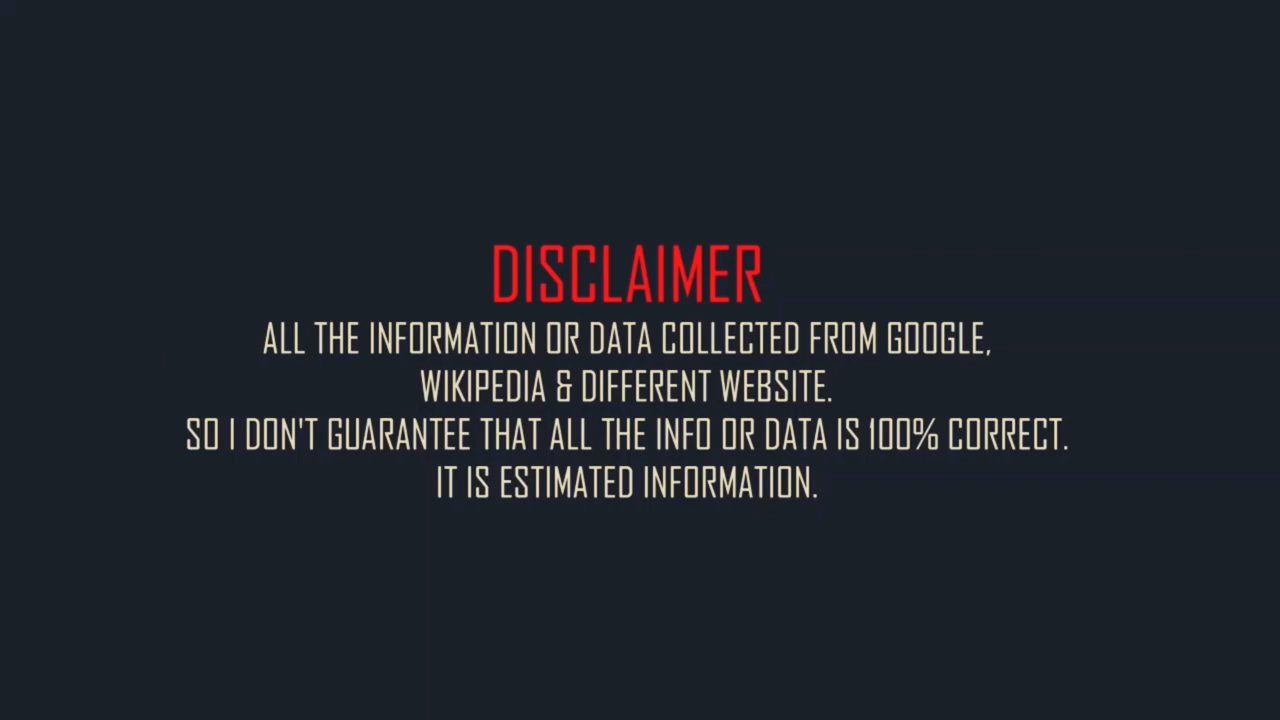 DISCLAIMER
ALL THE INFORMATION OR DATA COLLECTED FROM GOOGLE,
WIKIPEDIA & DIFFERENT WEBSITE.
SO I DON'T GUARANTEE THAT ALL THE INFO OR DATA IS 100% CORRECT.
IT IS ESTIMATED INFORMATION.